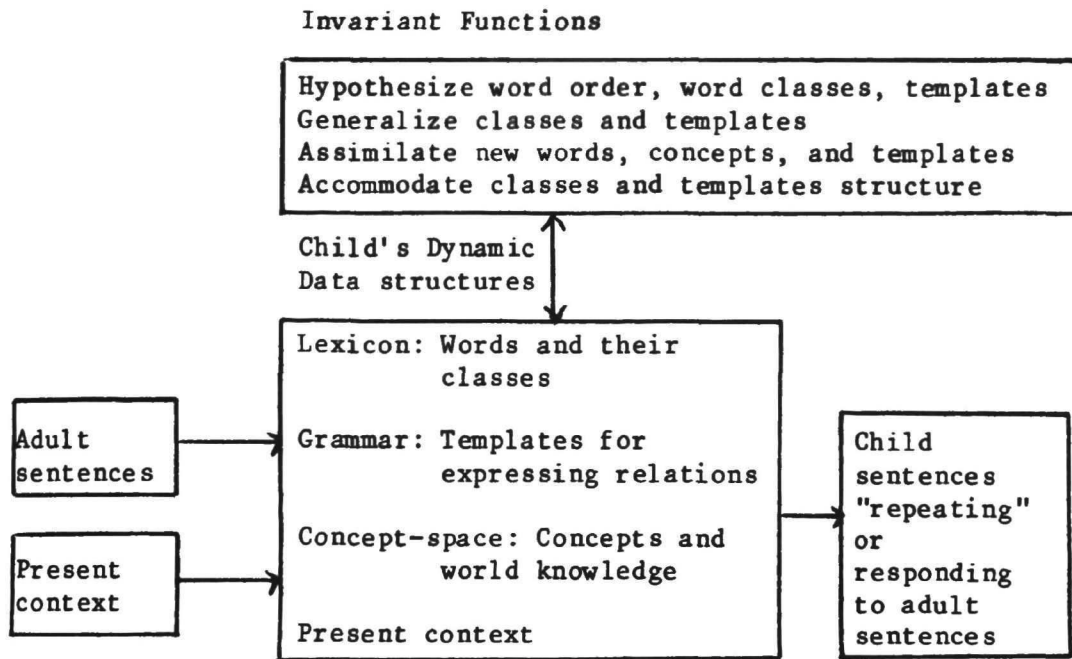 Invariant Functions
Hypothesize word order, word classes, templates
Generalize classes and templates
Assimilate new words, concepts, and templates
Accommodate classes and templates structure
Child's Dynamic
Data structures
Lexicon: Words and their
classes
Grammar: Templates for
expressing relations
Concept-space: Concepts and
world knowledge
Present context
Adult
sentences
Present
context
Child
sentences
"repeating"
or
responding
to adult
sentences